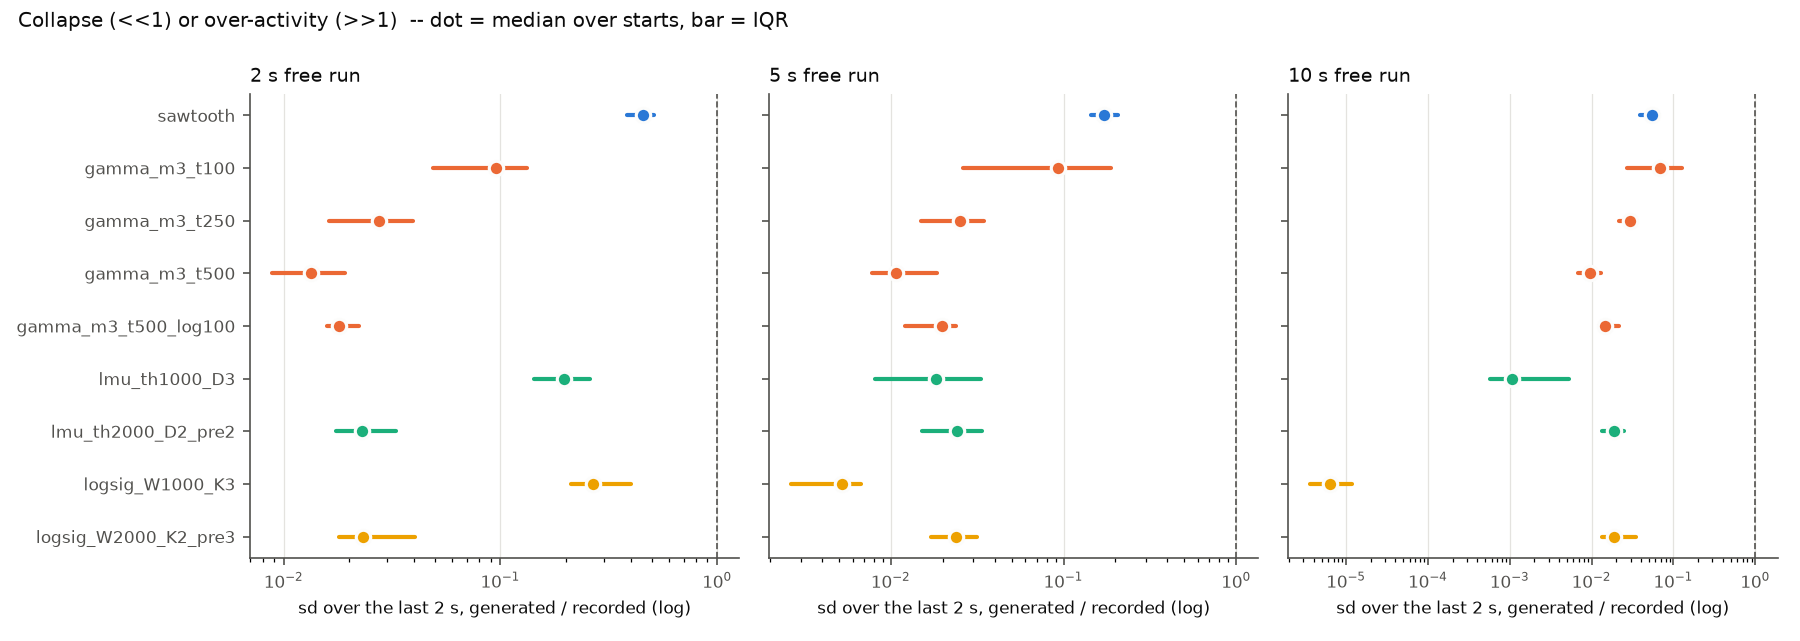 Collapse (<<1) or over-activity (>>1)  -- dot = median over starts, bar = IQR
2 s free run
5 s free run
10 s free run
sawtooth
gamma_m3_t100
gamma_m3_t250
gamma_m3_t500
gamma_m3_t500_log100
lmu_th1000_D3
lmu_th2000_D2_pre2
logsig_W1000_K3
logsig_W2000_K2_pre3
10⁻² 10⁻¹ 10⁰
10⁻² 10⁻¹ 10⁰
10⁻⁵ 10⁻⁴ 10⁻³ 10⁻² 10⁻¹ 10⁰
sd over the last 2 s, generated / recorded (log)
sd over the last 2 s, generated / recorded (log)
sd over the last 2 s, generated / recorded (log)